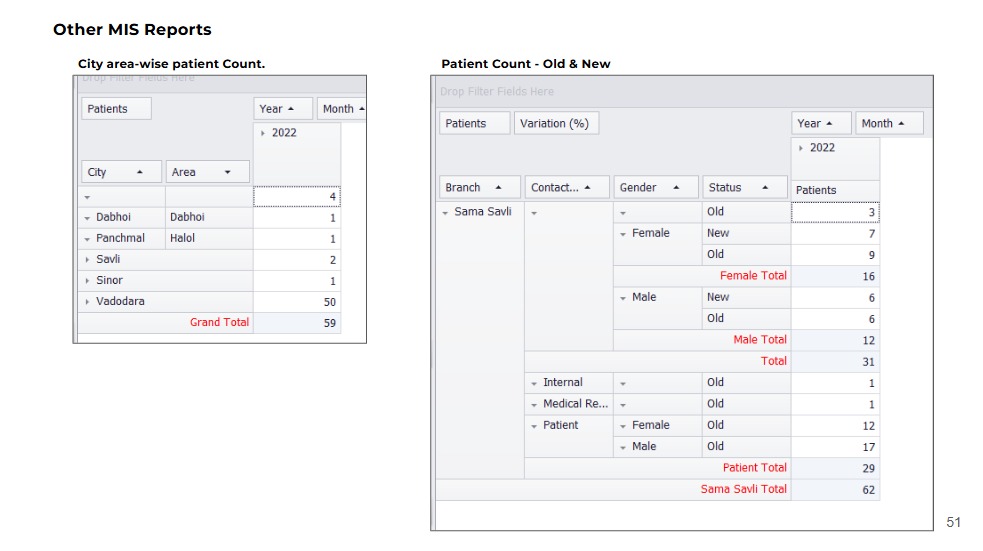 Other MIS Reports
City area-wise patient Count.
Drop Filter Fields Here
Patients
Year Month
2022
City Area
4
Dabhoi Dabhoi 1
Panchmal Halol 1
Savli 2
Sinor 1
Vadodara 50
Grand Total 59
Patient Count - Old & New
Drop Filter Fields Here
Patients Variation (%)
Year Month
2022
Branch Contact... Gender Status Patients
Sama Savli Old 3
Female New 7
Old 9
Female Total 16
Male New 6
Old 6
Male Total 12
Total 31
Internal Old 1
Medical Re... Old 1
Patient Female Old 12
Male Old 17
Patient Total 29
Sama Savli Total 62
51